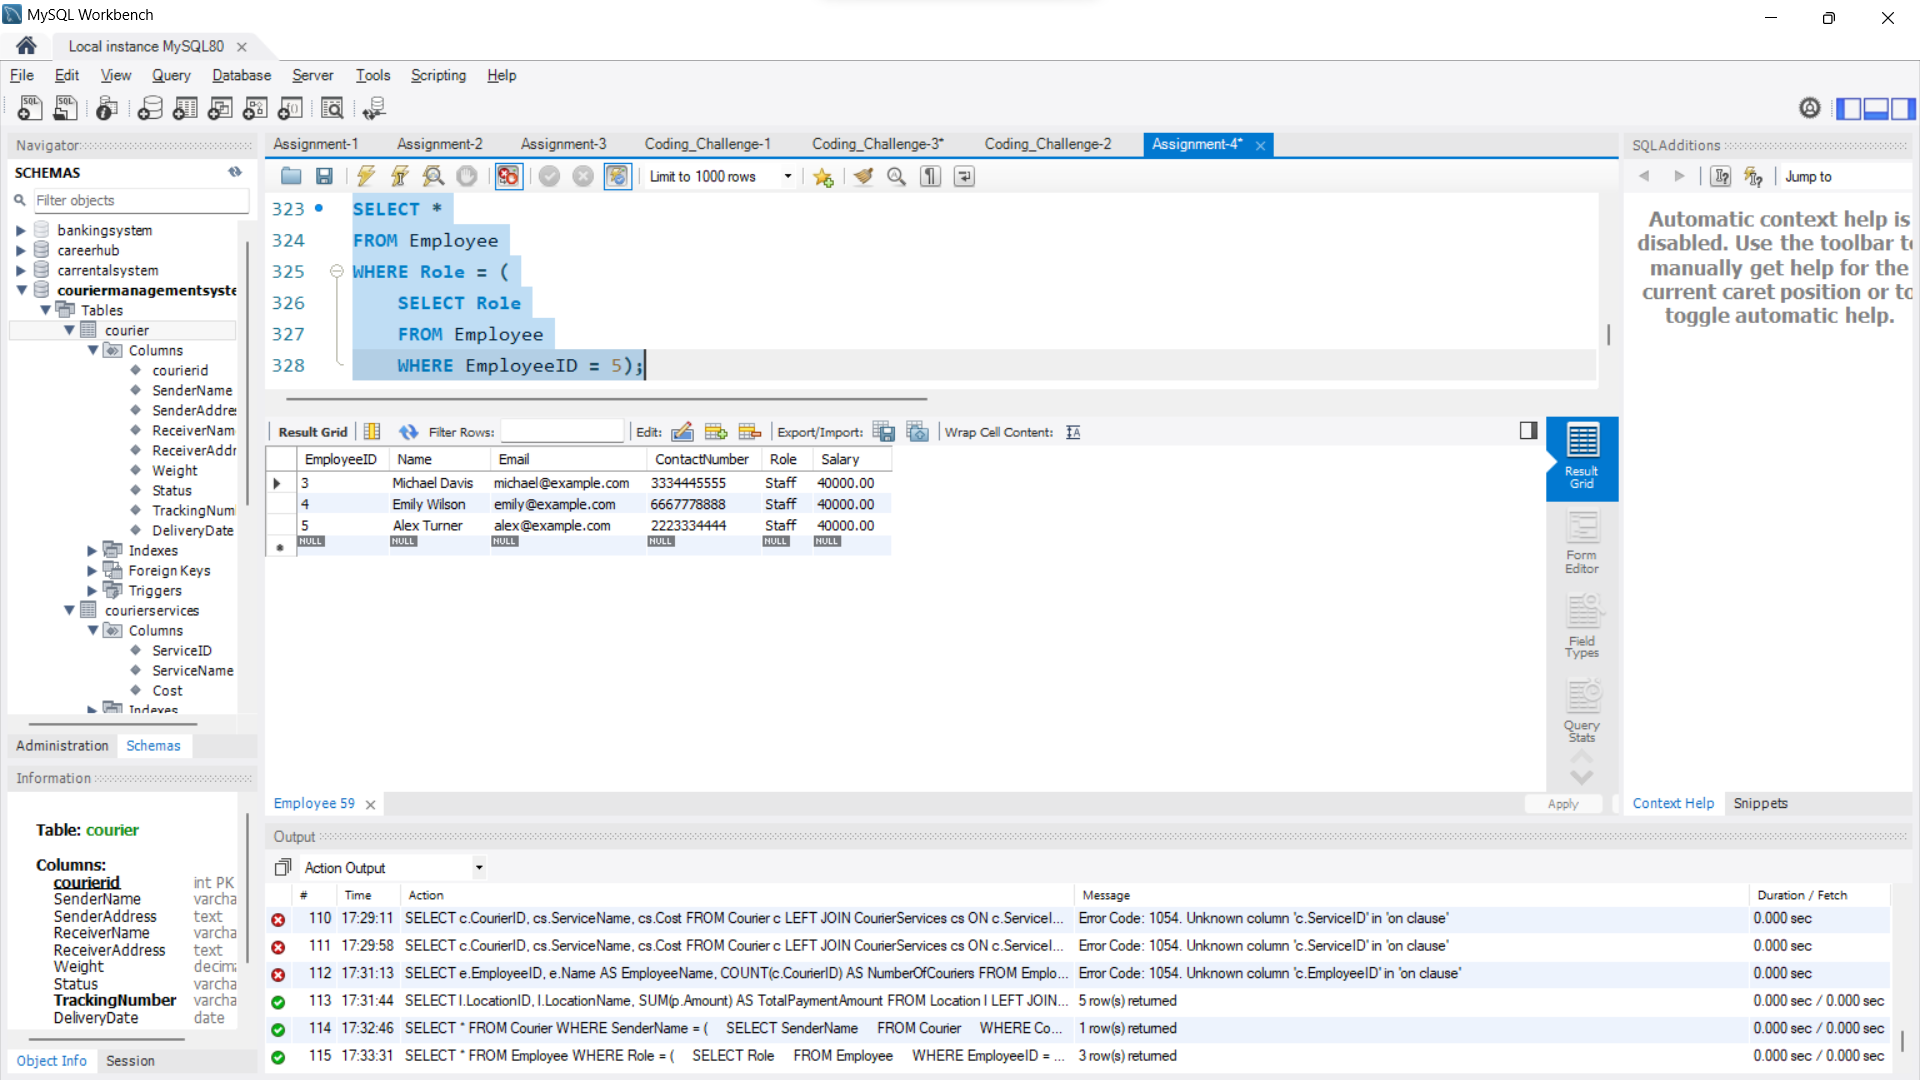 MySQL Workbench
Local instance MySQL80
File Edit View Query Database Server Tools Scripting Help
Navigator
SCHEMAS
Filter objects
bankingsystem
careerhub
carrentalsystem
couriermanagementsyste
Tables
courier
Columns
courierid
SenderName
SenderAddres
ReceiverNam
ReceiverAddr
Weight
Status
TrackingNum
DeliveryDate
Indexes
Foreign Keys
Triggers
courierservices
Columns
ServiceID
ServiceName
Cost
Indexes
Administration Schemas
Information
Table: courier
Columns:
courierid int PK
SenderName varcha
SenderAddress text
ReceiverName varcha
ReceiverAddress text
Weight decim
Status varcha
TrackingNumber varcha
DeliveryDate date
Object Info Session
Assignment-1 Assignment-2 Assignment-3 Coding_Challenge-1 Coding_Challenge-3* Coding_Challenge-2 Assignment-4*
Limit to 1000 rows
323 SELECT *
324 FROM Employee
325 WHERE Role = (
326 SELECT Role
327 FROM Employee
328 WHERE EmployeeID = 5);
Result Grid Filter Rows: Edit: Export/Import: Wrap Cell Content:
EmployeeID Name Email ContactNumber Role Salary
3 Michael Davis michael@example.com 3334445555 Staff 40000.00
4 Emily Wilson emily@example.com 6667778888 Staff 40000.00
5 Alex Turner alex@example.com 2223334444 Staff 40000.00
NULL NULL NULL NULL NULL NULL
Result Grid
Form Editor
Field Types
Query Stats
Employee 59
Apply
SQLAdditions
Jump to
Automatic context help is
disabled. Use the toolbar to
manually get help for the
current caret position or to
toggle automatic help.
Context Help Snippets
Output
Action Output
# Time Action Message Duration / Fetch
110 17:29:11 SELECT c.CourierID, cs.ServiceName, cs.Cost FROM Courier c LEFT JOIN CourierServices cs ON c.ServiceI... Error Code: 1054. Unknown column 'c.ServiceID' in 'on clause' 0.000 sec
111 17:29:58 SELECT c.CourierID, cs.ServiceName, cs.Cost FROM Courier c LEFT JOIN CourierServices cs ON c.ServiceI... Error Code: 1054. Unknown column 'c.ServiceID' in 'on clause' 0.000 sec
112 17:31:13 SELECT e.EmployeeID, e.Name AS EmployeeName, COUNT(c.CourierID) AS NumberOfCouriers FROM Emplo... Error Code: 1054. Unknown column 'c.EmployeeID' in 'on clause' 0.000 sec
113 17:31:44 SELECT l.LocationID, l.LocationName, SUM(p.Amount) AS TotalPaymentAmount FROM Location l LEFT JOIN... 5 row(s) returned 0.000 sec / 0.000 sec
114 17:32:46 SELECT * FROM Courier WHERE SenderName = ( SELECT SenderName FROM Courier WHERE Co... 1 row(s) returned 0.000 sec / 0.000 sec
115 17:33:31 SELECT * FROM Employee WHERE Role = ( SELECT Role FROM Employee WHERE EmployeeID = ... 3 row(s) returned 0.000 sec / 0.000 sec